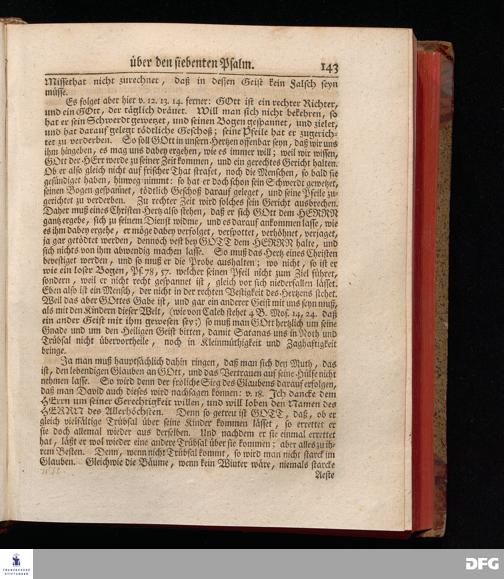 über den siebenten Psalm. 143
Missethat nicht zurechnet, daß in dessen Geist kein Falsch seyn
müsse.
Es folget aber hier v. 12. 13. 14. ferner: GOtt ist ein rechter Richter,
und ein GOtt, der täglich dräuet. Will man sich nicht bekehren, so
hat er sein Schwerdt gewetzet, und seinen Bogen gespannet, und zielet,
und hat darauf gelegt tödtliche Geschoß; seine Pfeile hat er zugerich-
tet zu verderben. So soll GOtt in unsern Hertzen offenbar seyn, daß wir uns
ihm hingeben, es mag uns dabey ergehen, wie es immer will; weil wir wissen,
GOtt der HErr werde zu seiner Zeit kommen, und ein gerechtes Gericht halten.
Ob er also gleich nicht auf frischer That strafet, noch die Menschen, so bald sie
gesündiget haben, hinweg nimmt: so hat er doch schon sein Schwerdt gewetzet,
seinen Bogen gespannet, tödtlich Geschoß darauf geleget, und seine Pfeile zu-
gerichtet zu verderben. Zu rechter Zeit wird solches sein Gericht ausbrechen.
Daher muß eines Christen Hertz also stehen, daß er sich GOtt dem HERRN
gantz ergebe, sich zu seinem Dienst widme, und es darauf ankommen lasse, wie
es ihm dabey ergehe, er möge dabey verfolget, verspottet, verhöhnet, verjaget,
ja gar getödtet werden, dennoch vest bey GOTT dem HERRN halte, und
sich nichts von ihm abwendig machen lasse. So muß das Hertz eines Christen
bevestiget werden, und so muß er die Probe aushalten; wo nicht, so ist er
wie ein loser Bogen, Ps. 78, 57. welcher seinen Pfeil nicht zum Ziel führet,
sondern, weil er nicht recht gespannet ist, gleich vor sich niederfallen lässet.
Eben also ist ein Mensch, der nicht in der rechten Vestigkeit des Hertzens stehet.
Weil das aber GOttes Gabe ist, und gar ein anderer Geist mit uns seyn muß,
als mit den Kindern dieser Welt, (wie von Caleb stehet 4 B. Mos. 14, 24. daß
ein ander Geist mit ihm gewesen sey:) so muß man GOtt hertzlich um seine
Gnade und um den Heiligen Geist bitten, damit Satanas uns in Noth und
Trübsal nicht übervortheile, noch in Kleinmüthigkeit und Zaghaftigkeit
bringe.
Ja man muß hauptsächlich dahin ringen, daß man sich den Muth, das
ist, den lebendigen Glauben an GOtt, und das Vertrauen auf seine Hülfe nicht
nehmen lasse. So wird denn der fröliche Sieg des Glaubens darauf erfolgen,
daß man David auch dieses wird nachsagen können: v. 18. Ich dancke dem
HErrn um seiner Gerechtigkeit willen, und will loben den Namen des
HERRN des Allerhöchsten. Denn so getreu ist GOTT, daß, ob er
gleich vielfältige Trübsal über seine Kinder kommen lässet, so errettet er
sie doch allemal wieder aus derselben. Und nachdem er sie einmal errettet
hat, läßt er wol wieder eine andere Trübsal über sie kommen; aber alles zu ih-
rem Besten. Denn, wenn nicht Trübsal kommt, so wird man nicht starck im
Glauben. Gleichwie die Bäume, wenn kein Winter wäre, niemals starcke
Aeste
FRANCKESCHE STIFTUNGEN
DFG